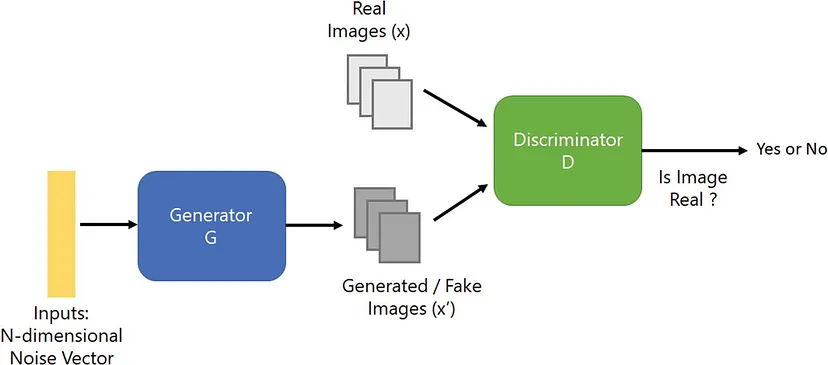 Real
Images (x)
Discriminator
D
Yes or No
Is Image
Real ?
Generator
G
Generated / Fake
Images (x’)
Inputs:
N-dimensional
Noise Vector